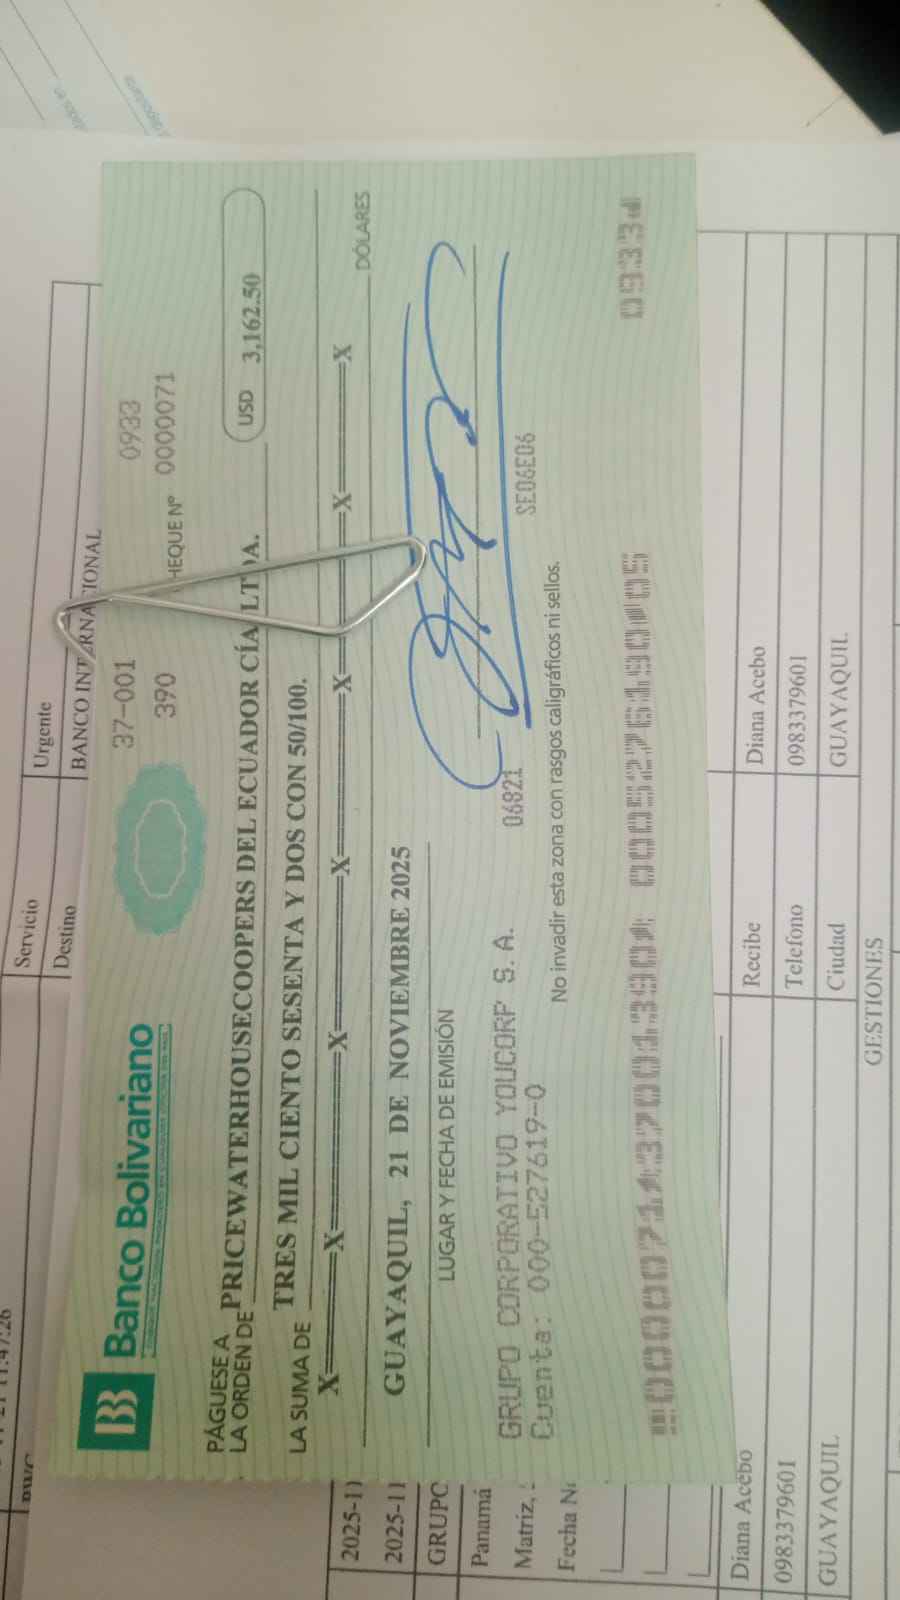 Servicio Urgente
Destino BANCO INTERNACIONAL
Banco Bolivariano 37-001 0933
390 HEQUE Nº 0000071
PÁGUESE A
LA ORDEN DE PRICEWATERHOUSECOOPERS DEL ECUADOR CÍA. LTDA. USD 3,162.50
LA SUMA DE TRES MIL CIENTO SESENTA Y DOS CON 50/100.
X=====X=====X=====X=====X=====X=====X DÓLARES
GUAYAQUIL, 21 DE NOVIEMBRE 2025
LUGAR Y FECHA DE EMISIÓN
GRUPO CORPORATIVO YOUCORP S.A. 06821 SE06E06
Cuenta: 000-527619-0
No invadir esta zona con rasgos caligráficos ni sellos.
2025-11
2025-11
GRUPO
Panamá
Matriz,
Fecha
Diana Acebo Recibe Diana Acebo
0983379601 Telefono 0983379601
GUAYAQUIL Ciudad GUAYAQUIL
GESTIONES